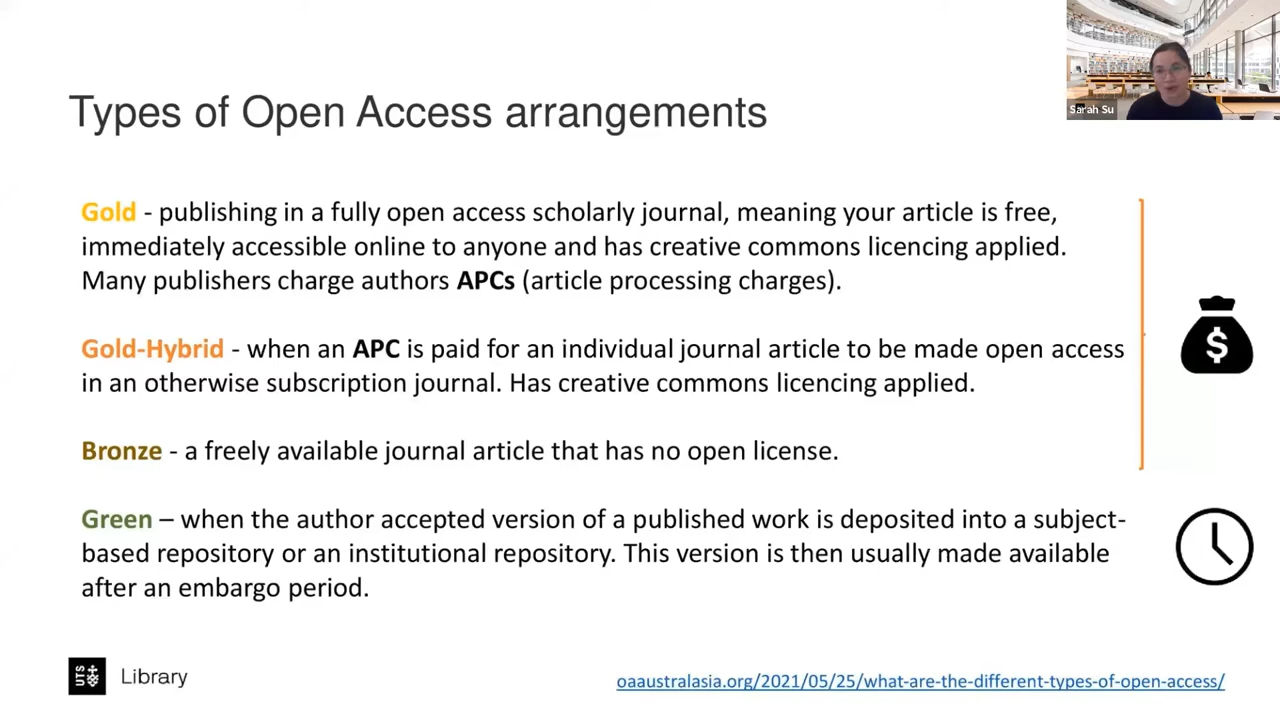 Sarah Su
Types of Open Access arrangements
Gold - publishing in a fully open access scholarly journal, meaning your article is free,
immediately accessible online to anyone and has creative commons licencing applied.
Many publishers charge authors APCs (article processing charges).
Gold-Hybrid - when an APC is paid for an individual journal article to be made open access
in an otherwise subscription journal. Has creative commons licencing applied.
Bronze - a freely available journal article that has no open license.
Green – when the author accepted version of a published work is deposited into a subject-
based repository or an institutional repository. This version is then usually made available
after an embargo period.
$
UTS
Library
oaaustralasia.org/2021/05/25/what-are-the-different-types-of-open-access/